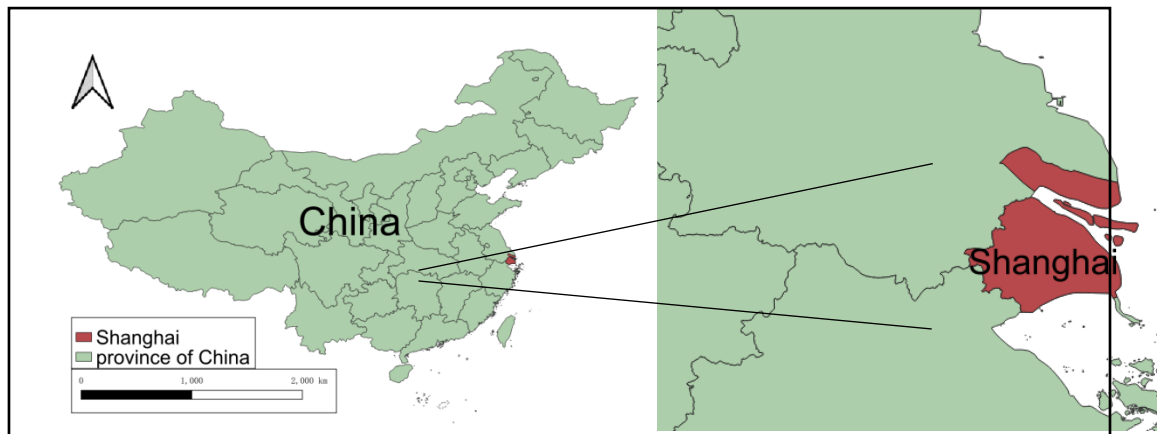 China
Shanghai
Shanghai
province of China
0 1,000 2,000 km